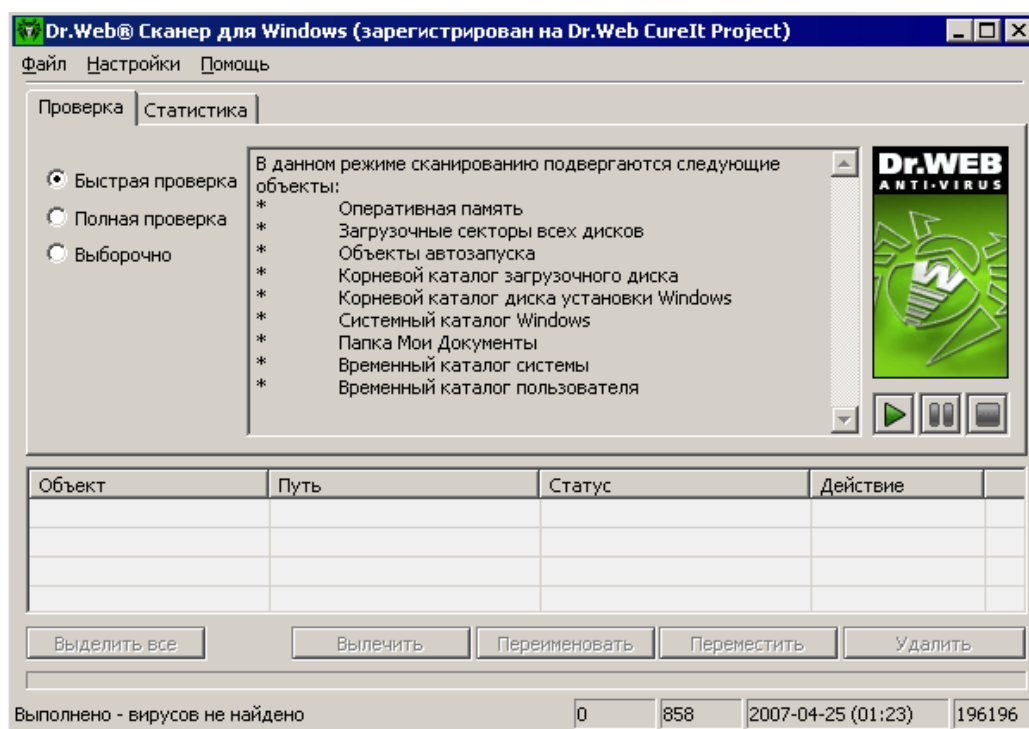 Dr.Web® Сканер для Windows (зарегистрирован на Dr.Web CureIt Project)
Файл Настройки Помощь
Проверка Статистика
Быстрая проверка
Полная проверка
Выборочно
В данном режиме сканированию подвергаются следующие
объекты:
* Оперативная память
* Загрузочные секторы всех дисков
* Объекты автозапуска
* Корневой каталог загрузочного диска
* Корневой каталог диска установки Windows
* Системный каталог Windows
* Папка Мои Документы
* Временный каталог системы
* Временный каталог пользователя
Dr.WEB
ANTI-VIRUS
W
Объект Путь Статус Действие
Выделить все Вылечить Переименовать Переместить Удалить
Выполнено - вирусов не найдено 0 858 2007-04-25 (01:23) 196196